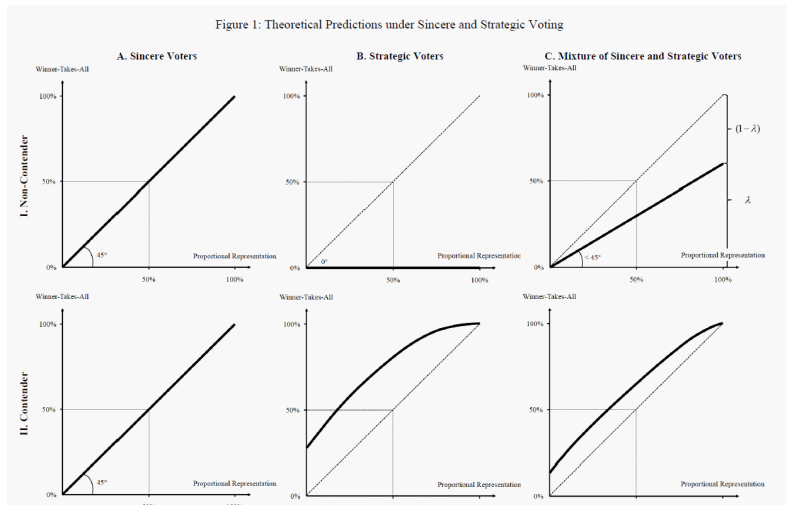 Figure 1: Theoretical Predictions under Sincere and Strategic Voting
A. Sincere Voters
B. Strategic Voters
C. Mixture of Sincere and Strategic Voters
I. Non-Contender
Winner-Takes-All
100%
50%
0%
45°
Proportional Representation
50%
100%
Winner-Takes-All
100%
50%
0%
0°
Proportional Representation
50%
100%
Winner-Takes-All
100%
50%
0%
< 45°
Proportional Representation
(1−λ)
λ
50%
100%
II. Contender
Winner-Takes-All
100%
50%
0%
45°
Proportional Representation
Winner-Takes-All
100%
50%
0%
Proportional Representation
Winner-Takes-All
100%
50%
0%
Proportional Representation